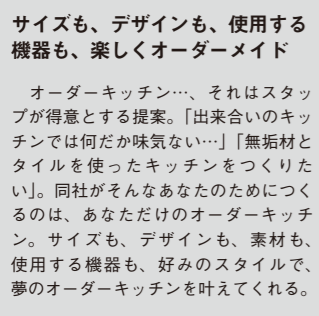 サイズも、デザインも、使用する
機器も、楽しくオーダーメイド
　オーダーキッチン…、それはスタッ
プが得意とする提案。「出来合いのキッ
チンでは何だか味気ない…」「無垢材と
タイルを使ったキッチンをつくりた
い」。同社がそんなあなたのためにつく
るのは、あなただけのオーダーキッチ
ン。サイズも、デザインも、素材も、
使用する機器も、好みのスタイルで、
夢のオーダーキッチンを叶えてくれる。